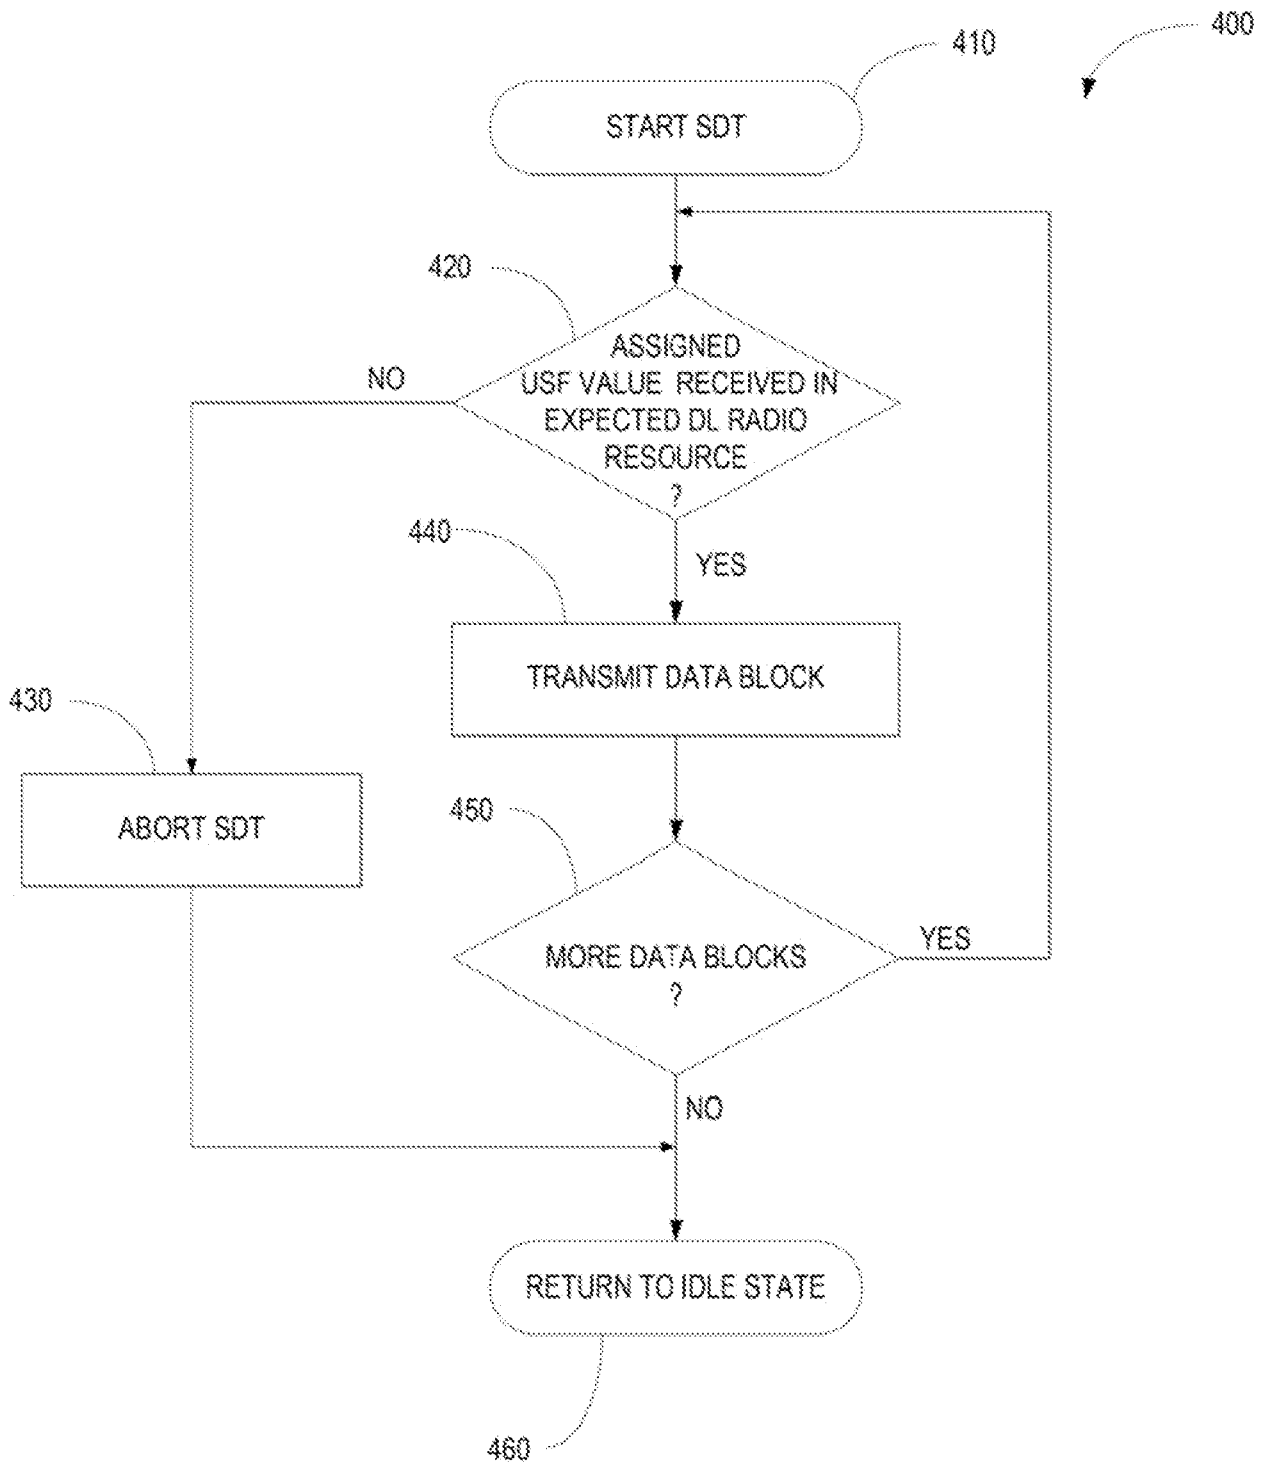 400
410
START SDT
420
ASSIGNED
USF VALUE RECEIVED IN
EXPECTED DL RADIO
RESOURCE
?
NO
440
YES
TRANSMIT DATA BLOCK
430
ABORT SDT
450
MORE DATA BLOCKS
?
YES
NO
RETURN TO IDLE STATE
460